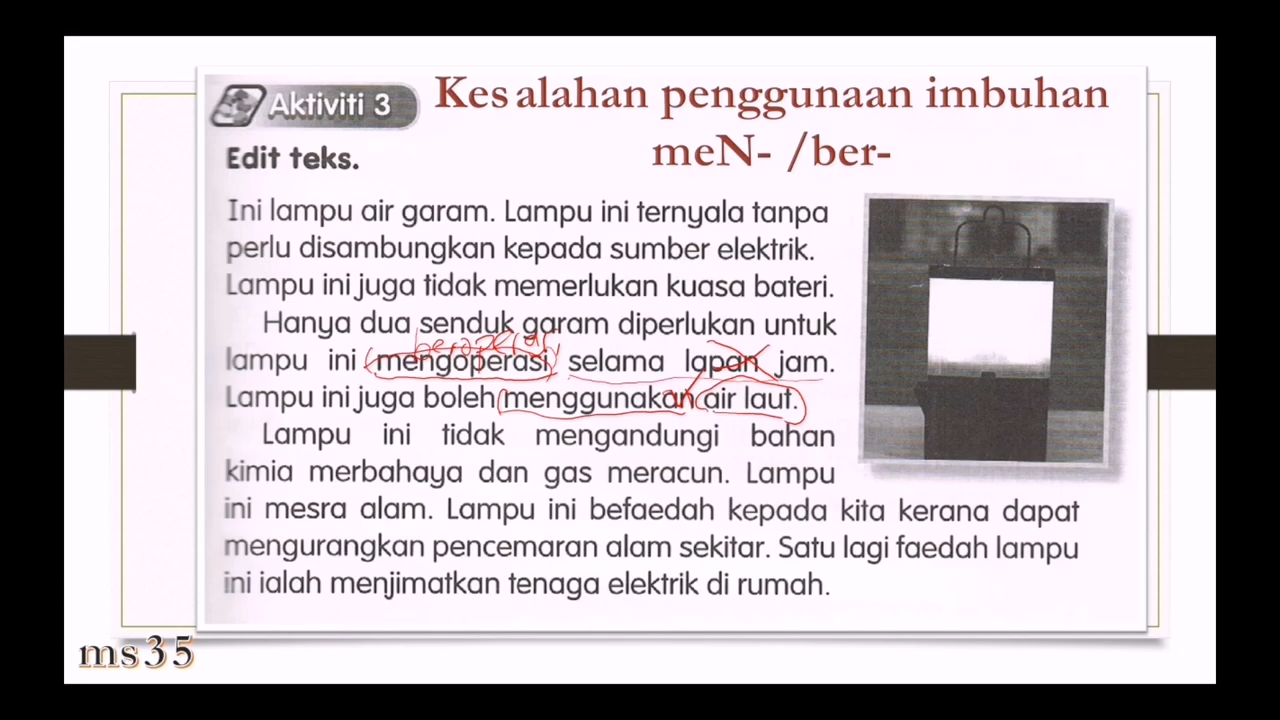 Aktiviti 3
Kesalahan penggunaan imbuhan
meN- /ber-
Edit teks.
Ini lampu air garam. Lampu ini ternyala tanpa
perlu disambungkan kepada sumber elektrik.
Lampu ini juga tidak memerlukan kuasa bateri.
Hanya dua senduk garam diperlukan untuk
beroperasi
lampu ini mengoperasi selama lapan jam.
Lampu ini juga boleh menggunakan air laut.
Lampu ini tidak mengandungi bahan
kimia merbahaya dan gas meracun. Lampu
ini mesra alam. Lampu ini befaedah kepada kita kerana dapat
mengurangkan pencemaran alam sekitar. Satu lagi faedah lampu
ini ialah menjimatkan tenaga elektrik di rumah.
ms35